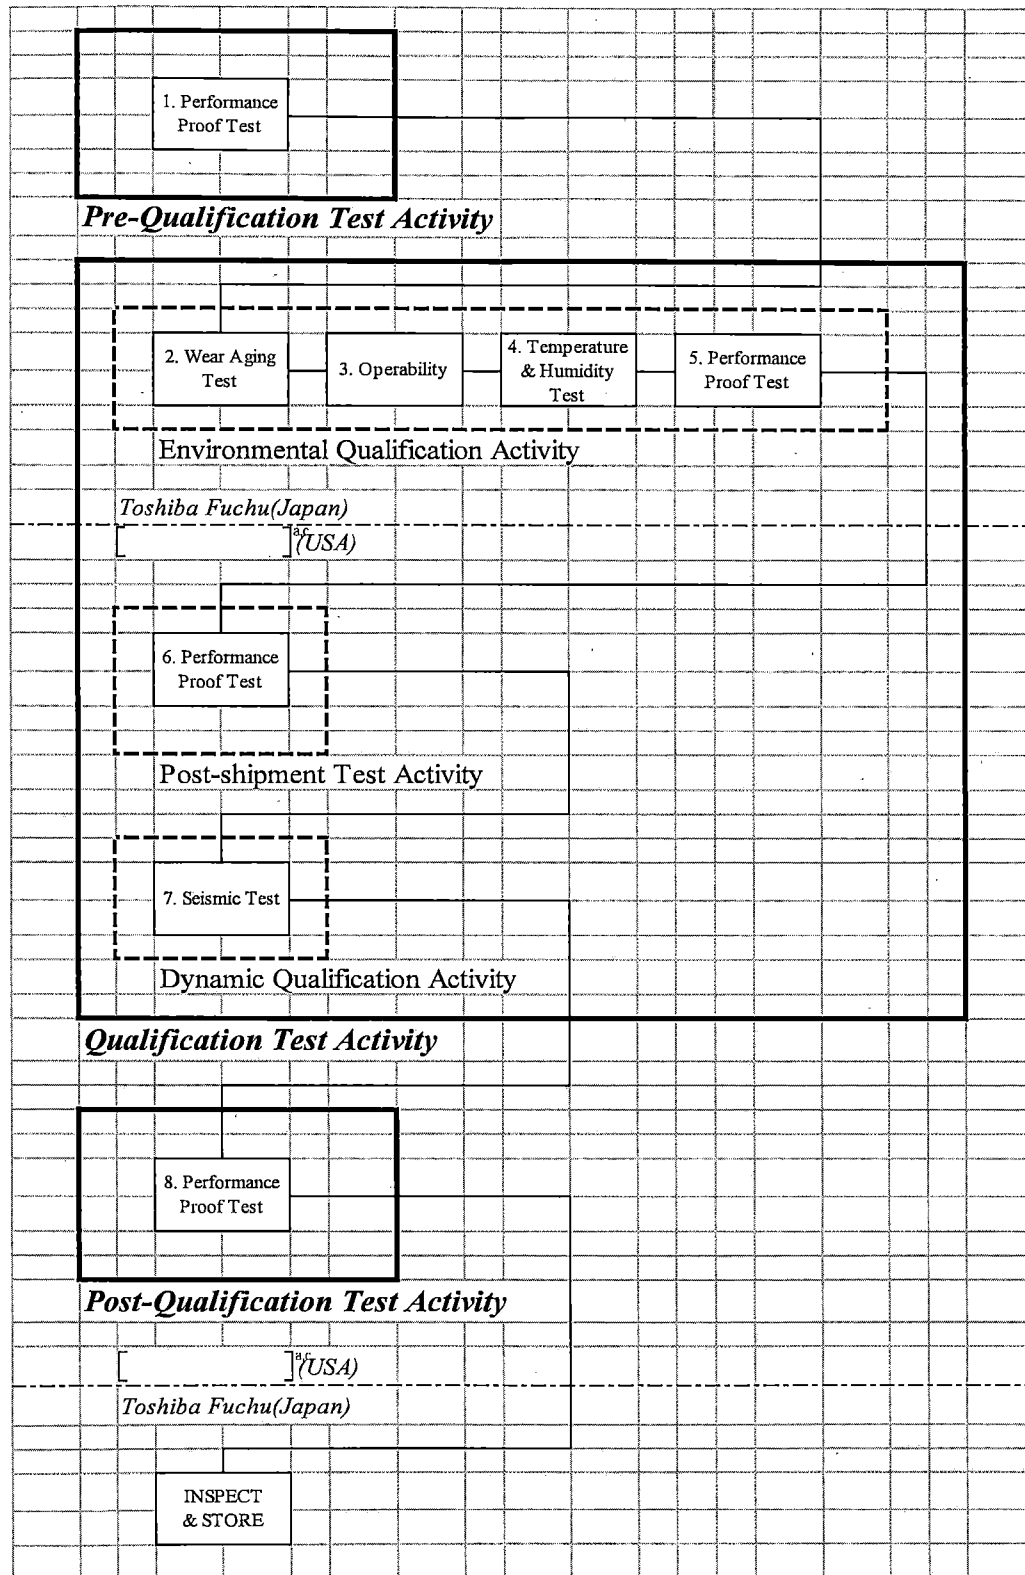 1. Performance
Proof Test
Pre-Qualification Test Activity
2. Wear Aging
Test
3. Operability
4. Temperature
& Humidity
Test
5. Performance
Proof Test
Environmental Qualification Activity
Toshiba Fuchu(Japan)
[ ]a,c(USA)
6. Performance
Proof Test
Post-shipment Test Activity
7. Seismic Test
Dynamic Qualification Activity
Qualification Test Activity
8. Performance
Proof Test
Post-Qualification Test Activity
[ ]a,c(USA)
Toshiba Fuchu(Japan)
INSPECT
& STORE